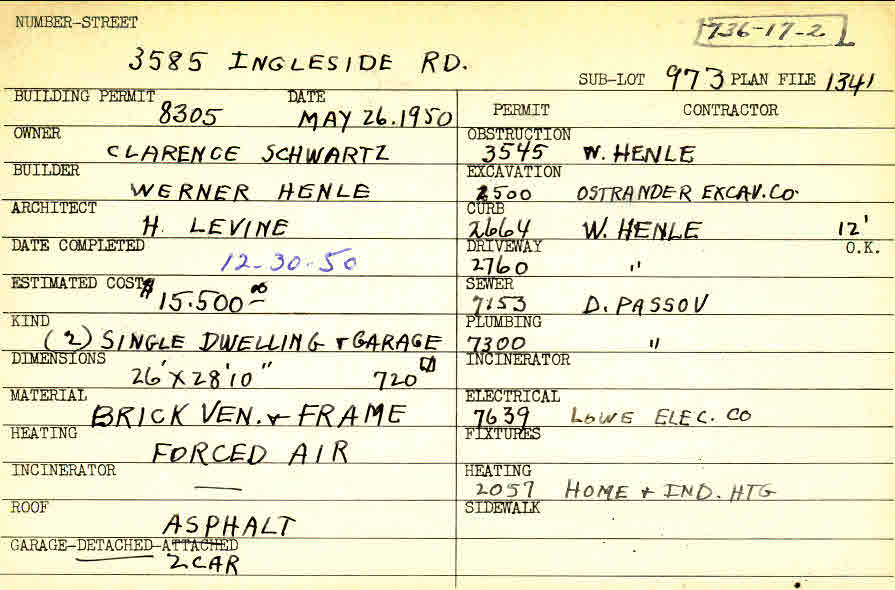 NUMBER-STREET
736-17-2
3585 INGLESIDE RD.
SUB-LOT 973 PLAN FILE 1341
BUILDING PERMIT DATE
8305 MAY 26.1950
OWNER
CLARENCE SCHWARTZ
BUILDER
WERNER HENLE
ARCHITECT
H. LEVINE
DATE COMPLETED
12-30-50
ESTIMATED COST
$15.500 00
KIND
(2) SINGLE DWELLING + GARAGE
DIMENSIONS
26' X 28'10" 720
MATERIAL
BRICK VEN. + FRAME
HEATING
FORCED AIR
INCINERATOR
—
ROOF
ASPHALT
GARAGE-DETACHED-ATTACHED
2 CAR
PERMIT CONTRACTOR
OBSTRUCTION
3545 W. HENLE
EXCAVATION
2500 OSTRANDER EXCAV. CO.
CURB
2664 W. HENLE 12'
DRIVEWAY O.K.
2760 "
SEWER
7153 D. PASSOV
PLUMBING
7300 "
INCINERATOR
ELECTRICAL
7639 LOWE ELEC. CO
FIXTURES
HEATING
2057 HOME + IND. HTG
SIDEWALK